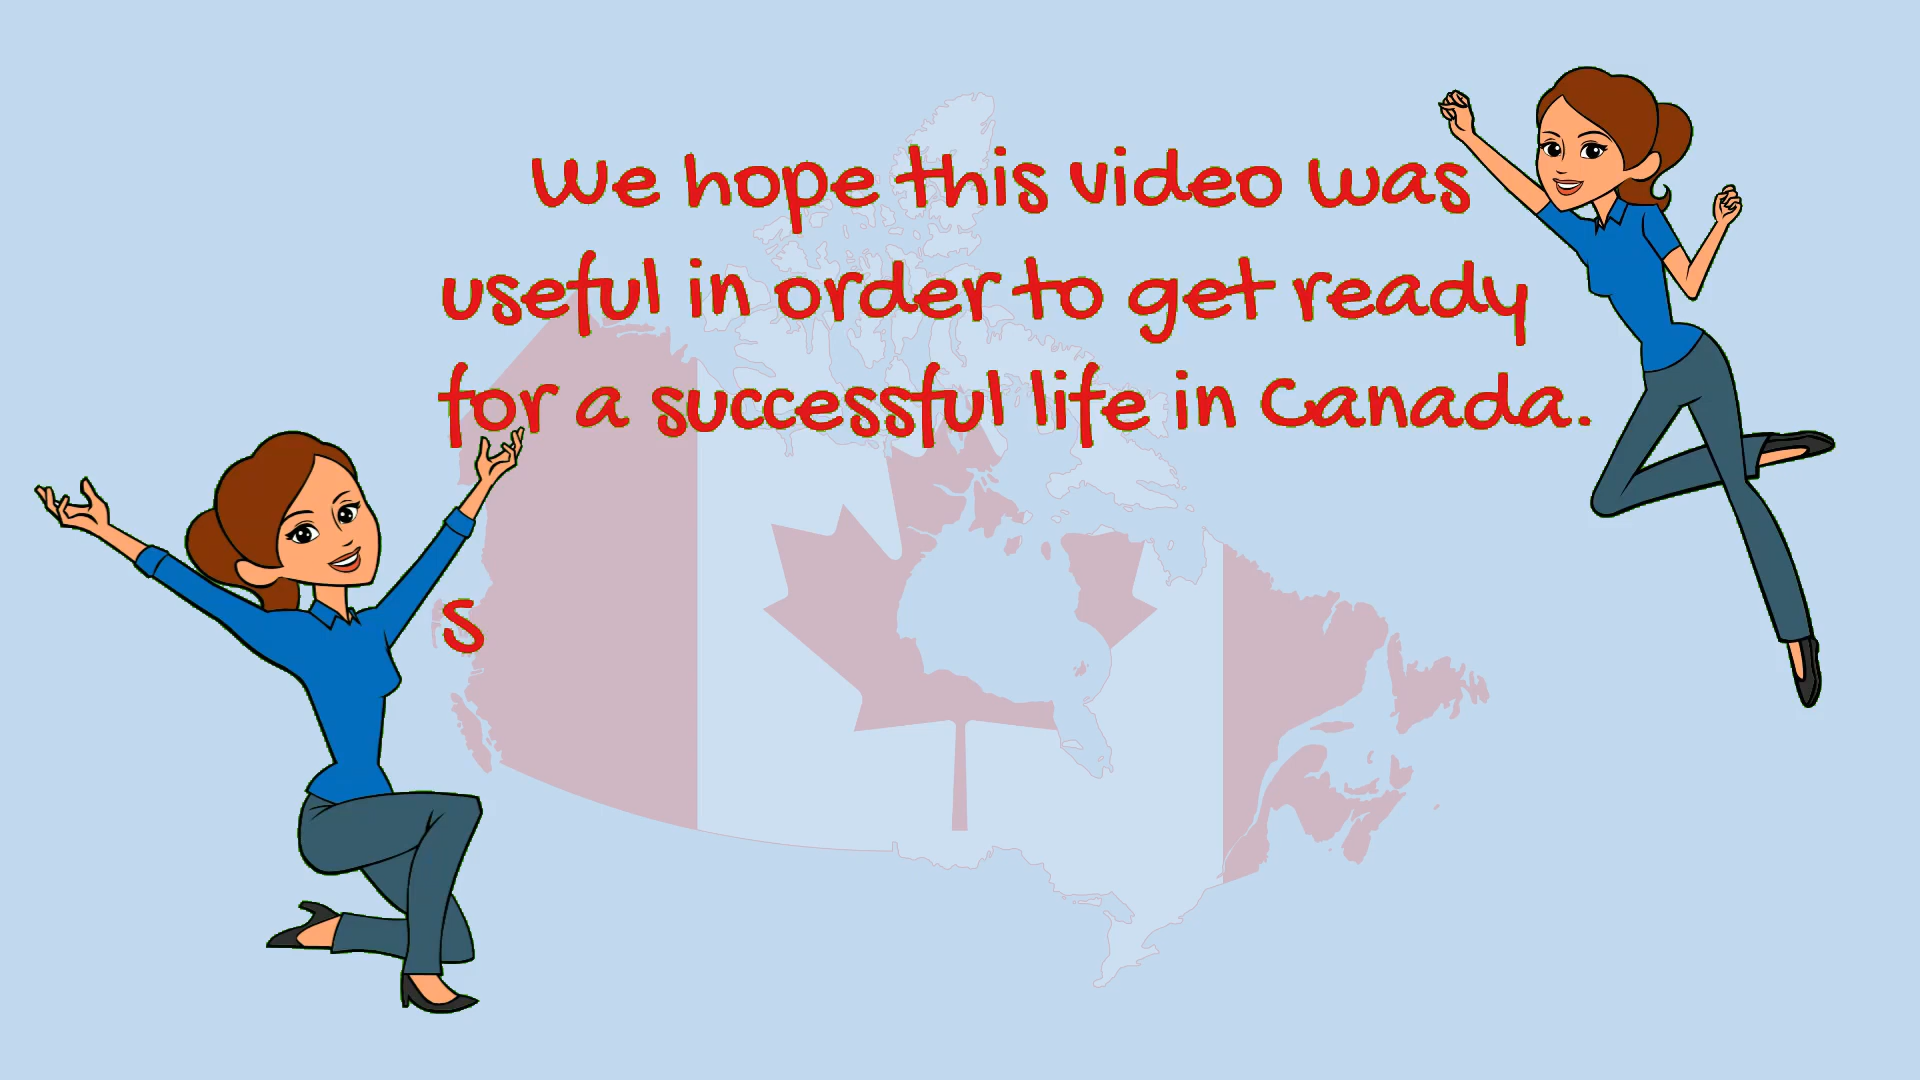 We hope this video was
useful in order to get ready
for a successful life in Canada.
S